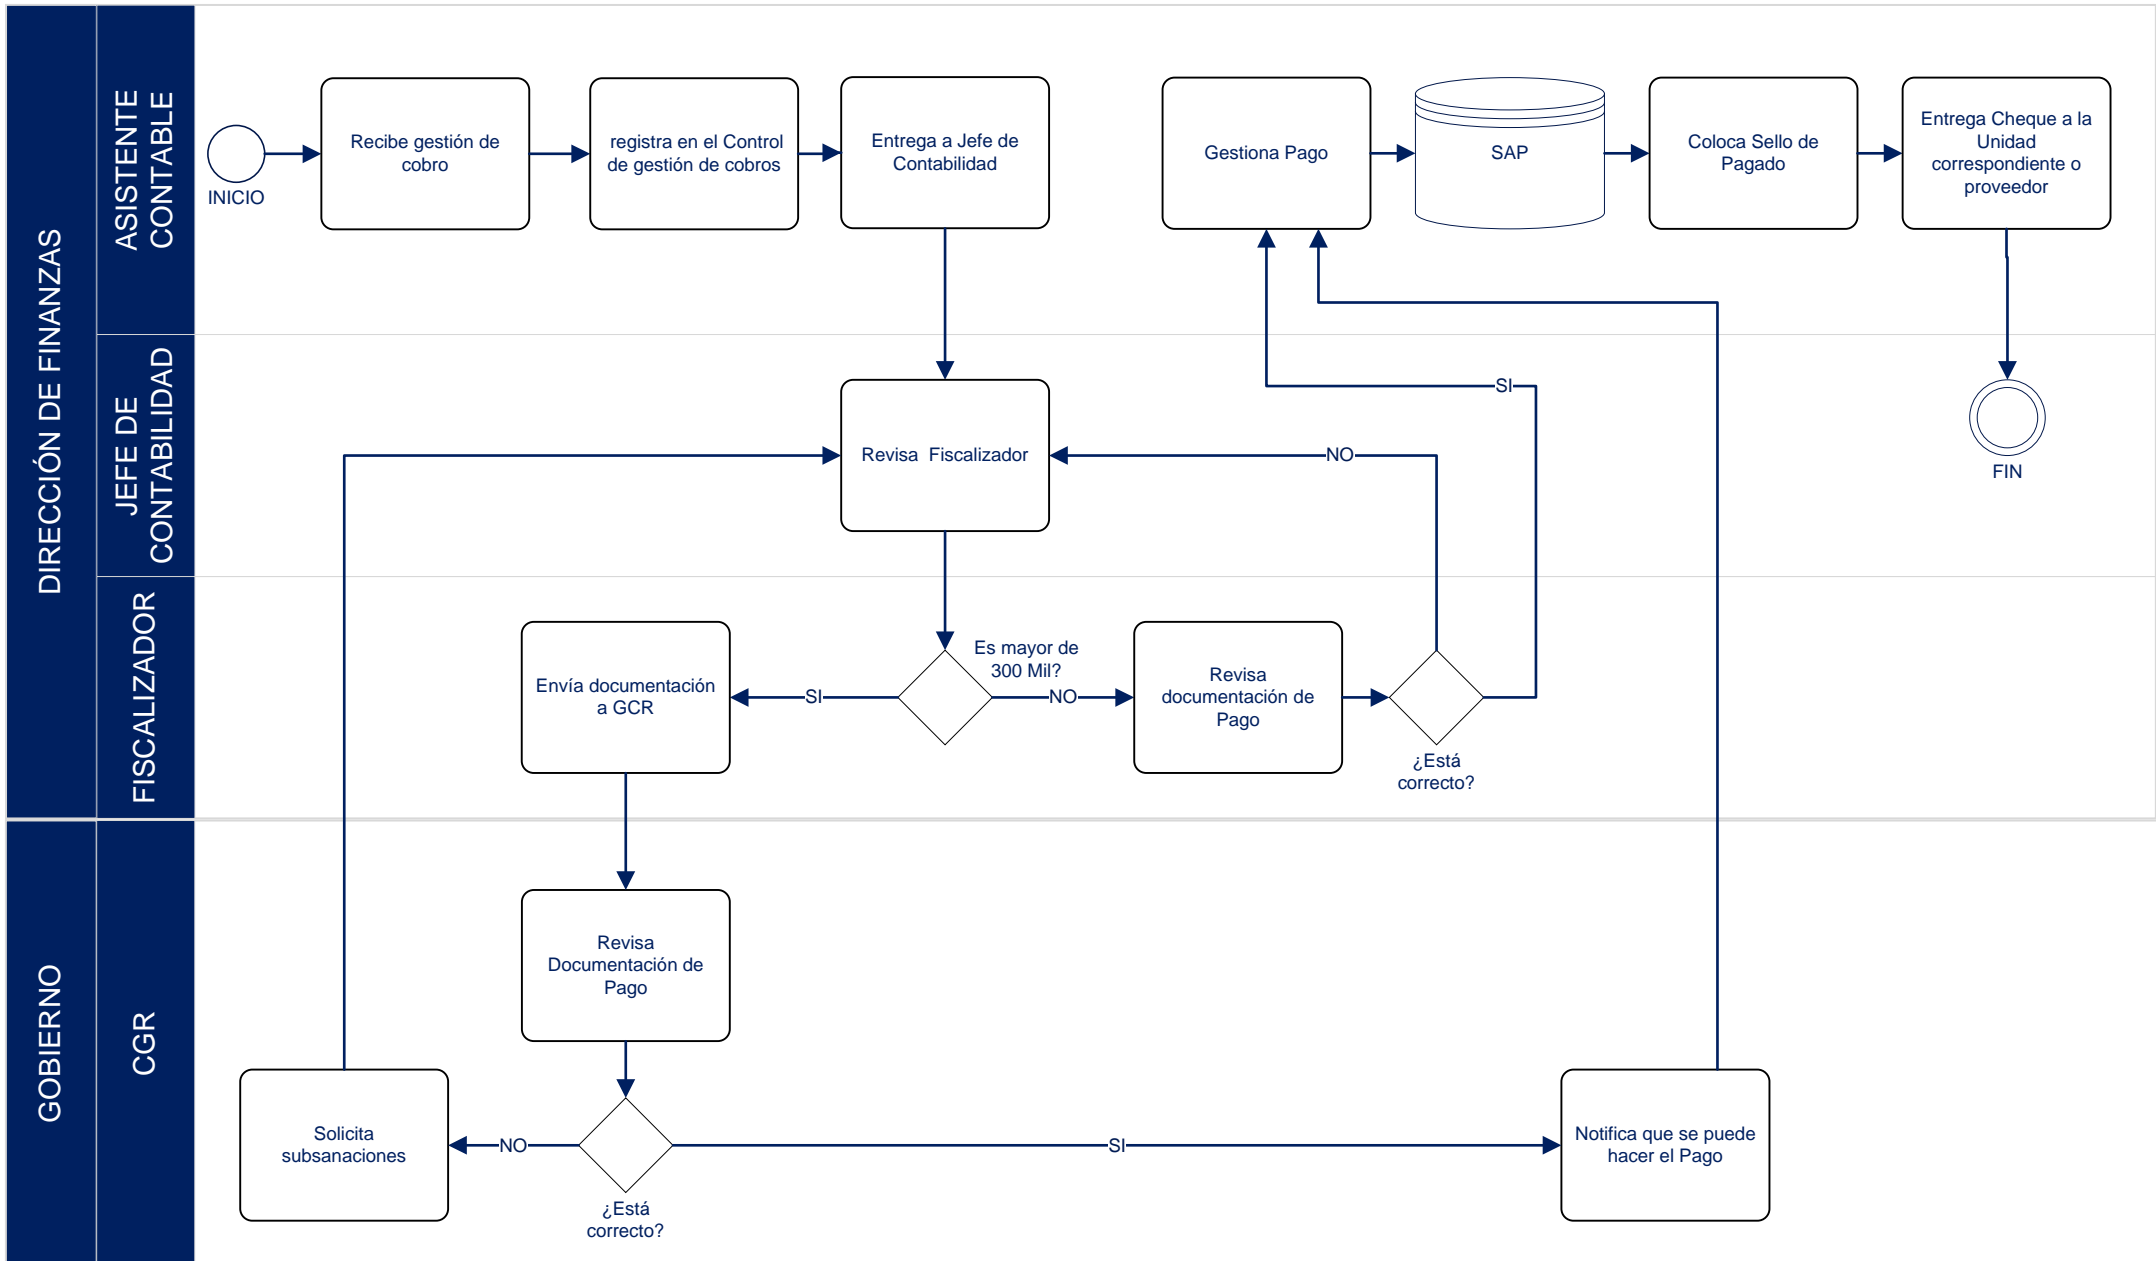 DIRECCIÓN DE FINANZAS
ASISTENTE
CONTABLE
INICIO
Recibe gestión de
cobro
registra en el Control
de gestión de cobros
Entrega a Jefe de
Contabilidad
Gestiona Pago
SAP
Coloca Sello de
Pagado
Entrega Cheque a la
Unidad
correspondiente o
proveedor
JEFE DE
CONTABILIDAD
Revisa Fiscalizador
NO
SI
FIN
FISCALIZADOR
Envía documentación
a GCR
SI
Es mayor de
300 Mil?
NO
Revisa
documentación de
Pago
¿Está
correcto?
GOBIERNO
CGR
Revisa
Documentación de
Pago
Solicita
subsanaciones
NO
¿Está
correcto?
SI
Notifica que se puede
hacer el Pago